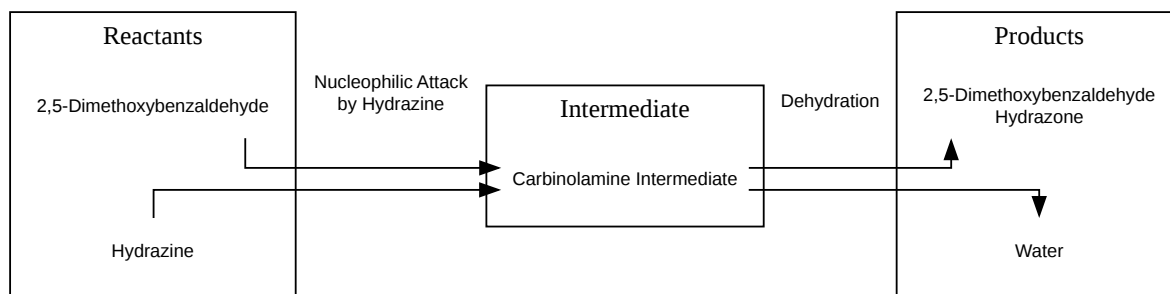 Reactants
2,5-Dimethoxybenzaldehyde
Hydrazine
Nucleophilic Attack
by Hydrazine
Intermediate
Carbinolamine Intermediate
Dehydration
Products
2,5-Dimethoxybenzaldehyde
Hydrazone
Water